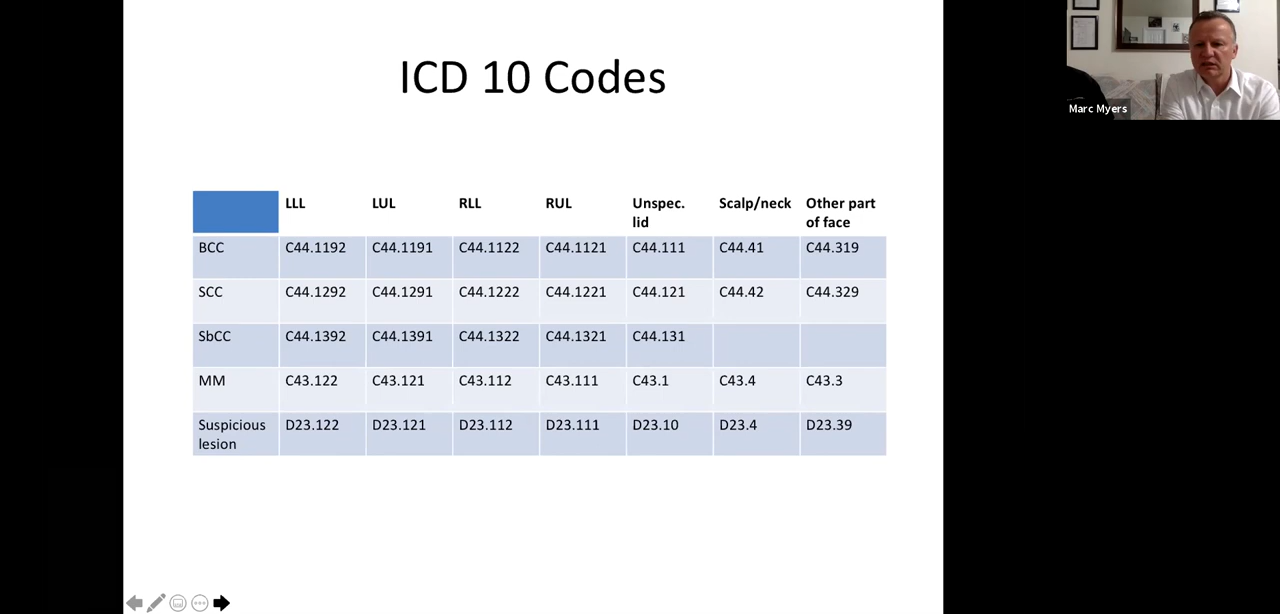 ICD 10 Codes
LLL LUL RLL RUL Unspec. lid Scalp/neck Other part of face
BCC C44.1192 C44.1191 C44.1122 C44.1121 C44.111 C44.41 C44.319
SCC C44.1292 C44.1291 C44.1222 C44.1221 C44.121 C44.42 C44.329
SbCC C44.1392 C44.1391 C44.1322 C44.1321 C44.131
MM C43.122 C43.121 C43.112 C43.111 C43.1 C43.4 C43.3
Suspicious lesion D23.122 D23.121 D23.112 D23.111 D23.10 D23.4 D23.39
Marc Myers